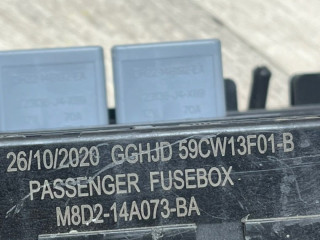 26/10/2020 GGHJD 59CW13F01-B
PASSENGER FUSEBOX
M8D2-14A073-BA